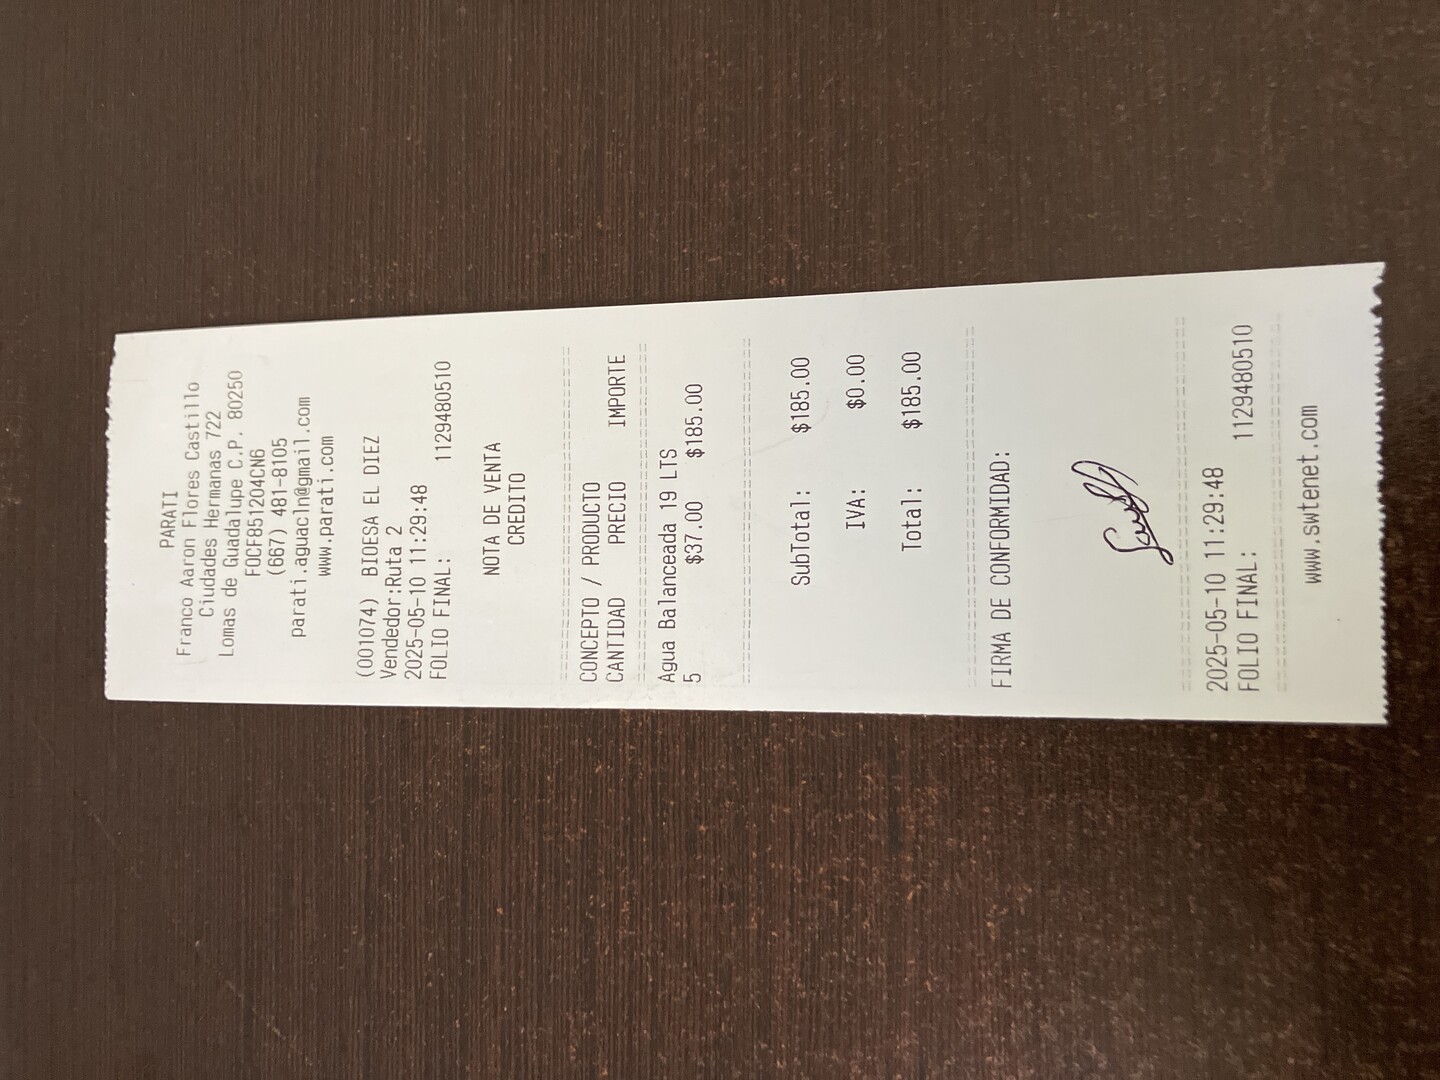 PARATI
Franco Aaron Flores Castillo
Ciudades Hermanas 722
Lomas de Guadalupe C.P. 80250
FOCF851204CN6
(667) 481-8105
parati.aguacln@gmail.com
www.parati.com
(001074) BIOESA EL DIEZ
Vendedor:Ruta 2
2025-05-10 11:29:48
FOLIO FINAL: 1129480510
NOTA DE VENTA
CREDITO
CONCEPTO / PRODUCTO
CANTIDAD PRECIO IMPORTE
Agua Balanceada 19 LTS
5 $37.00 $185.00
SubTotal: $185.00
IVA: $0.00
Total: $185.00
FIRMA DE CONFORMIDAD:
2025-05-10 11:29:48
FOLIO FINAL: 1129480510
www.swtenet.com